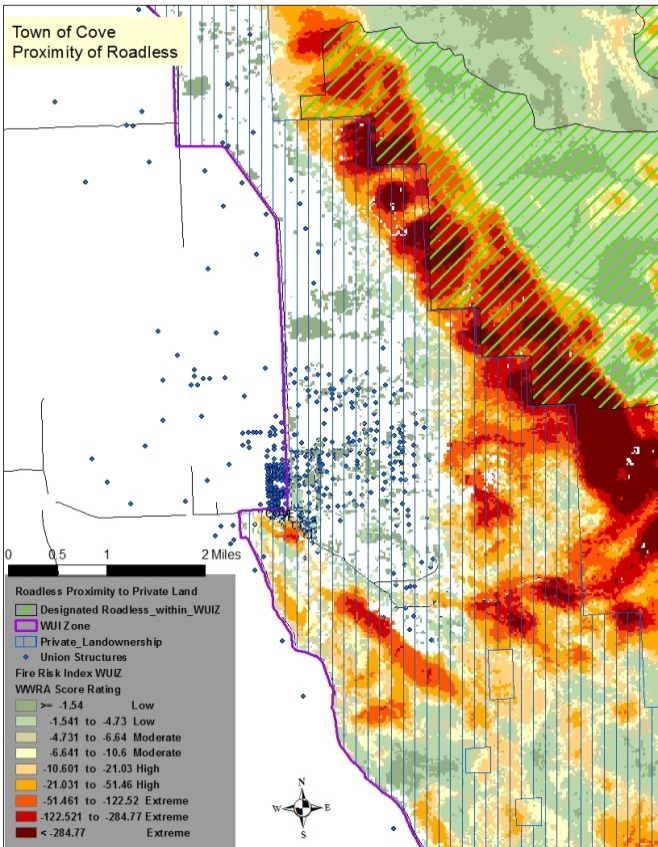 Town of Cove
Proximity of Roadless
COVE
0 0.5 1 2 Miles
Roadless Proximity to Private Land
Designated Roadless_within_WUIZ
WUI Zone
Private_Landownership
Union Structures
Fire Risk Index WUIZ
WWRA Score Rating
>= -1.54 Low
-1.541 to -4.73 Low
-4.731 to -6.64 Moderate
-6.641 to -10.6 Moderate
-10.601 to -21.03 High
-21.031 to -51.46 High
-51.461 to -122.52 Extreme
-122.521 to -284.77 Extreme
< -284.77 Extreme
N
W E
S